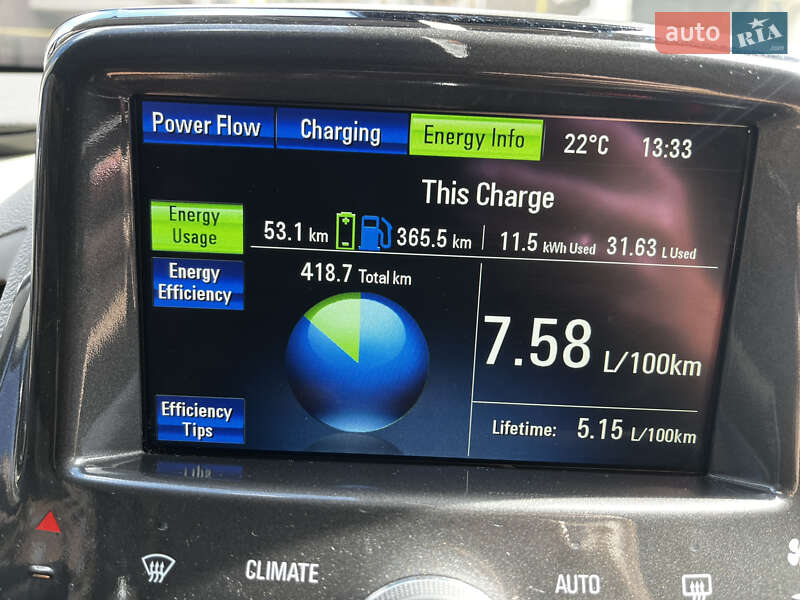 auto RIA.com
Power Flow Charging Energy Info 22°C 13:33
This Charge
Energy Usage
53.1 km 365.5 km 11.5 kWh Used 31.63 L Used
Energy Efficiency
418.7 Total km
7.58 L/100km
Efficiency Tips
Lifetime: 5.15 L/100km
CLIMATE
AUTO